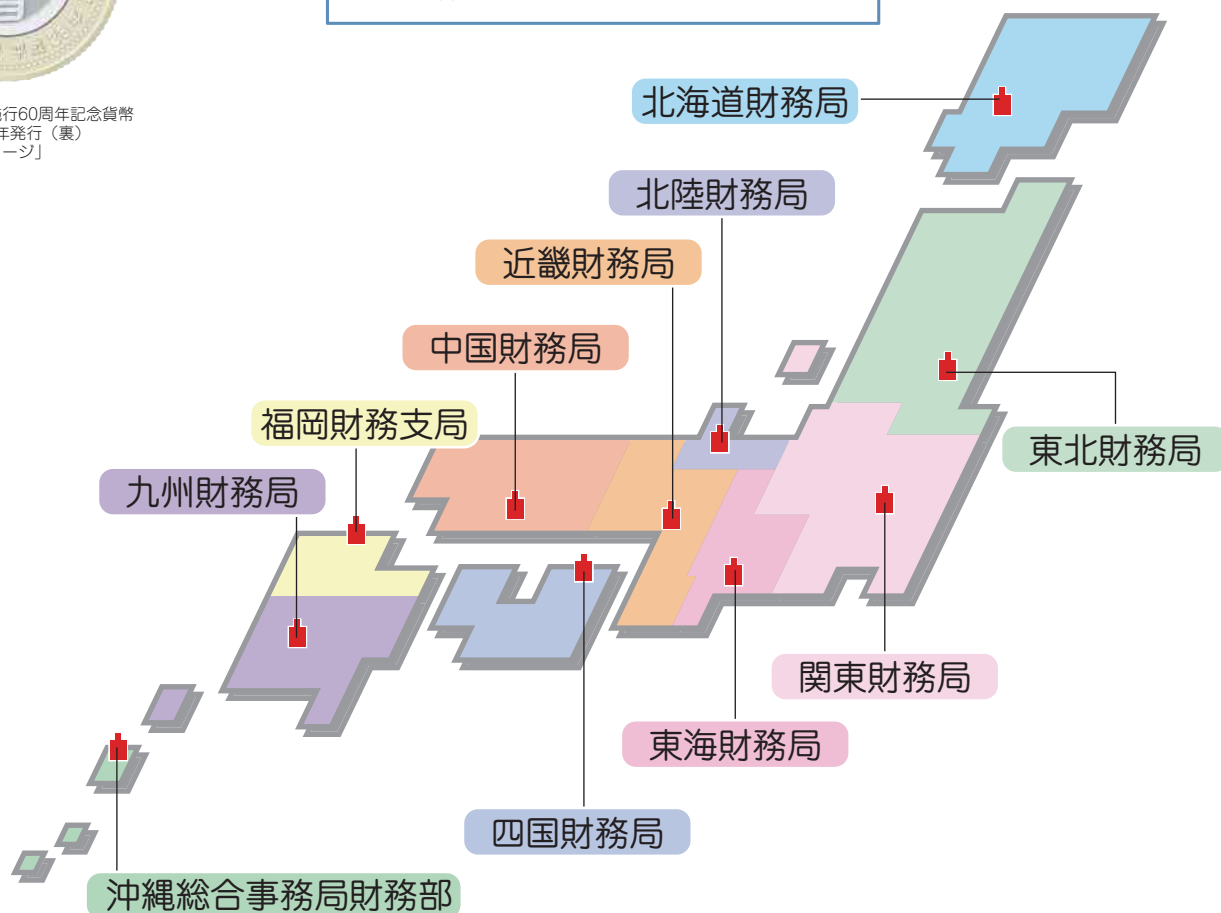 行60周年記念貨幣
年発行（裏）
ージ」
北海道財務局
北陸財務局
近畿財務局
中国財務局
福岡財務支局
九州財務局
東北財務局
関東財務局
東海財務局
四国財務局
沖縄総合事務局財務部